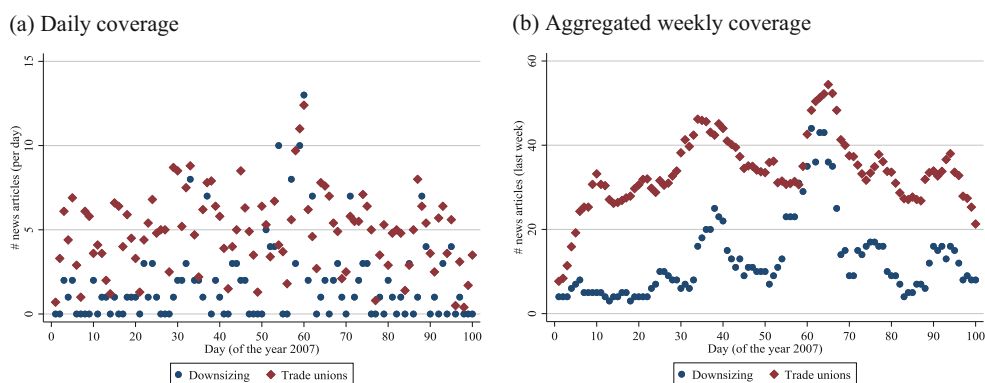 (a) Daily coverage
15
10
5
0
# news articles (per day)
0 10 20 30 40 50 60 70 80 90 100
Day (of the year 2007)
Downsizing Trade unions
(b) Aggregated weekly coverage
60
40
20
0
# news articles (last week)
0 10 20 30 40 50 60 70 80 90 100
Day (of the year 2007)
Downsizing Trade unions